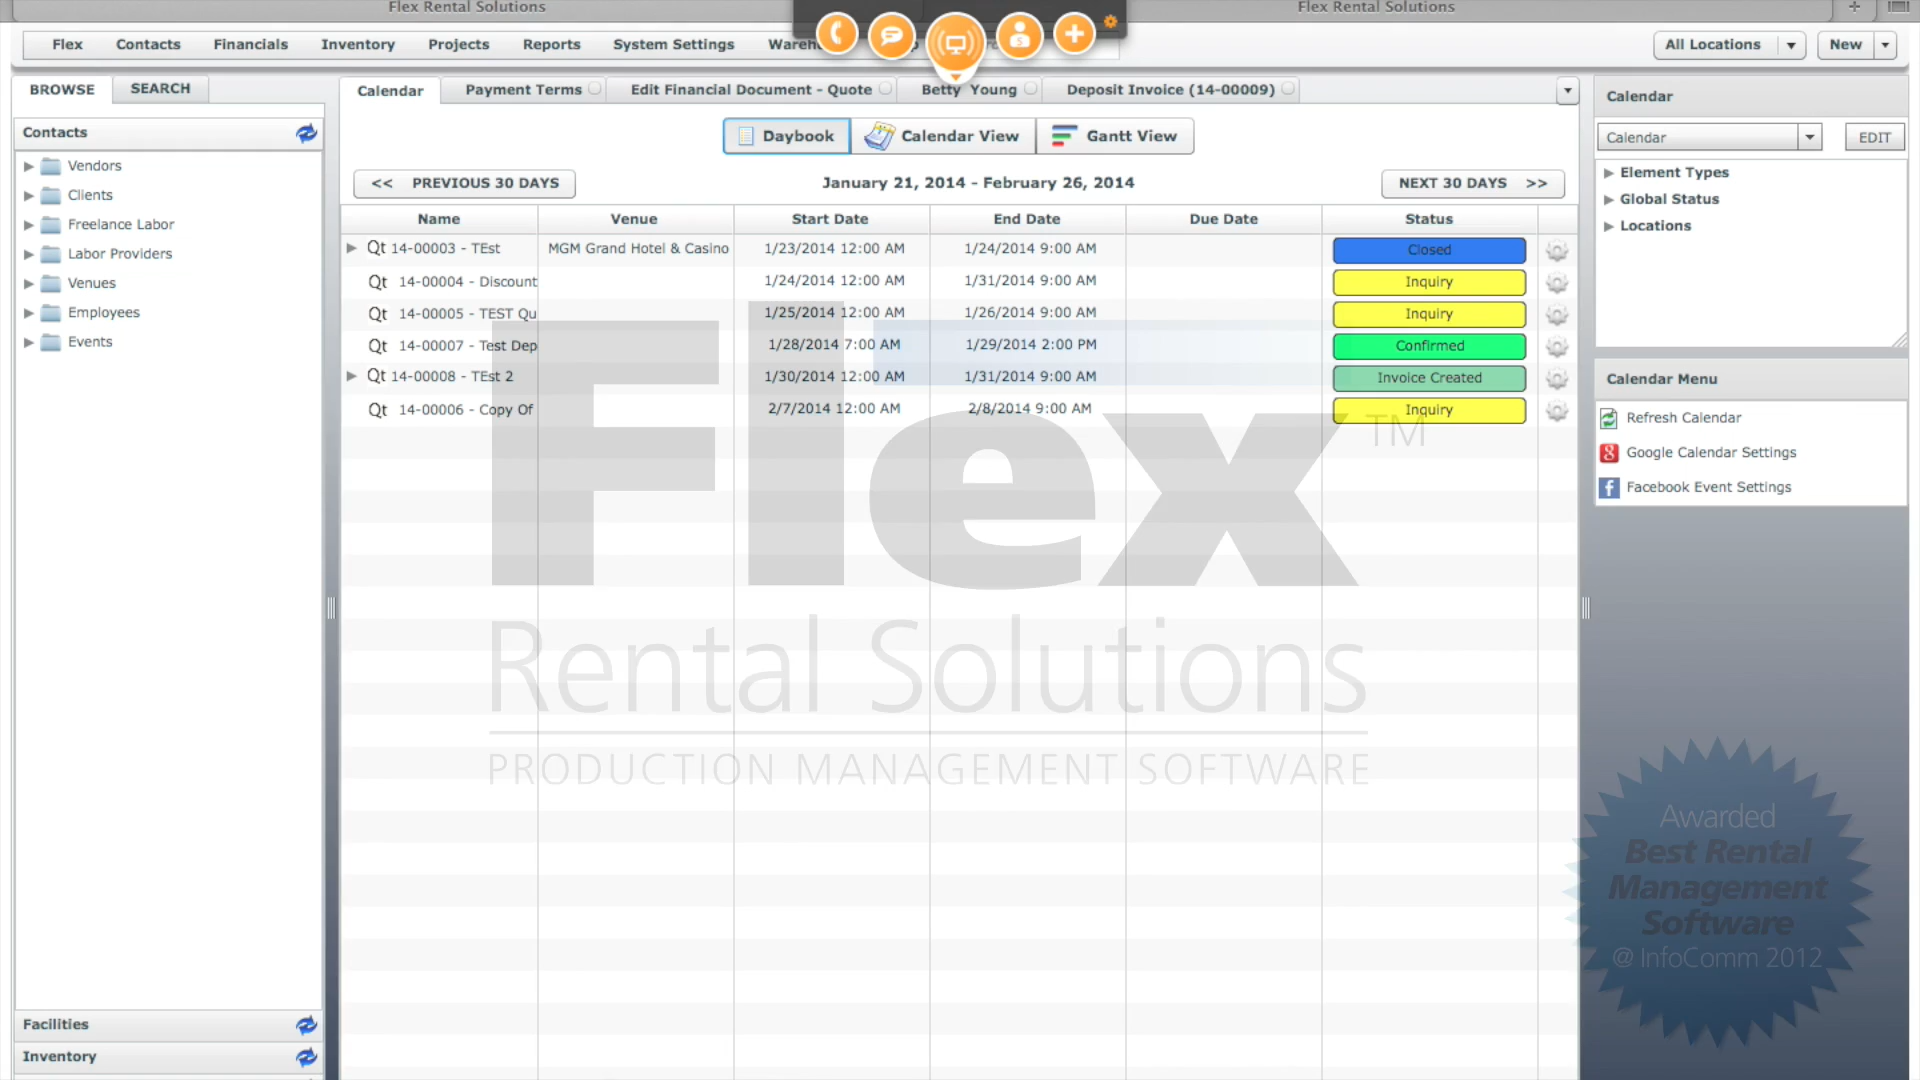 Flex Rental Solutions
Flex Rental Solutions
Flex Contacts Financials Inventory Projects Reports System Settings
All Locations
New
BROWSE SEARCH
Contacts
Vendors
Clients
Freelance Labor
Labor Providers
Venues
Employees
Events
Facilities
Inventory
Calendar Payment Terms Edit Financial Document - Quote Betty Young Deposit Invoice (14-00009)
Daybook Calendar View Gantt View
<< PREVIOUS 30 DAYS January 21, 2014 - February 26, 2014 NEXT 30 DAYS >>
Name Venue Start Date End Date Due Date Status
Qt 14-00003 - TEst MGM Grand Hotel & Casino 1/23/2014 12:00 AM 1/24/2014 9:00 AM Closed
Qt 14-00004 - Discount 1/24/2014 12:00 AM 1/31/2014 9:00 AM Inquiry
Qt 14-00005 - TEST Qu 1/25/2014 12:00 AM 1/26/2014 9:00 AM Inquiry
Qt 14-00007 - Test Dep 1/28/2014 7:00 AM 1/29/2014 2:00 PM Confirmed
Qt 14-00008 - TEst 2 1/30/2014 12:00 AM 1/31/2014 9:00 AM Invoice Created
Qt 14-00006 - Copy Of 2/7/2014 12:00 AM 2/8/2014 9:00 AM Inquiry
Flex TM
Rental Solutions
PRODUCTION MANAGEMENT SOFTWARE
Calendar
Calendar EDIT
Element Types
Global Status
Locations
Calendar Menu
Refresh Calendar
Google Calendar Settings
Facebook Event Settings
Awarded
Best Rental
Management
Software
@ InfoComm 2012